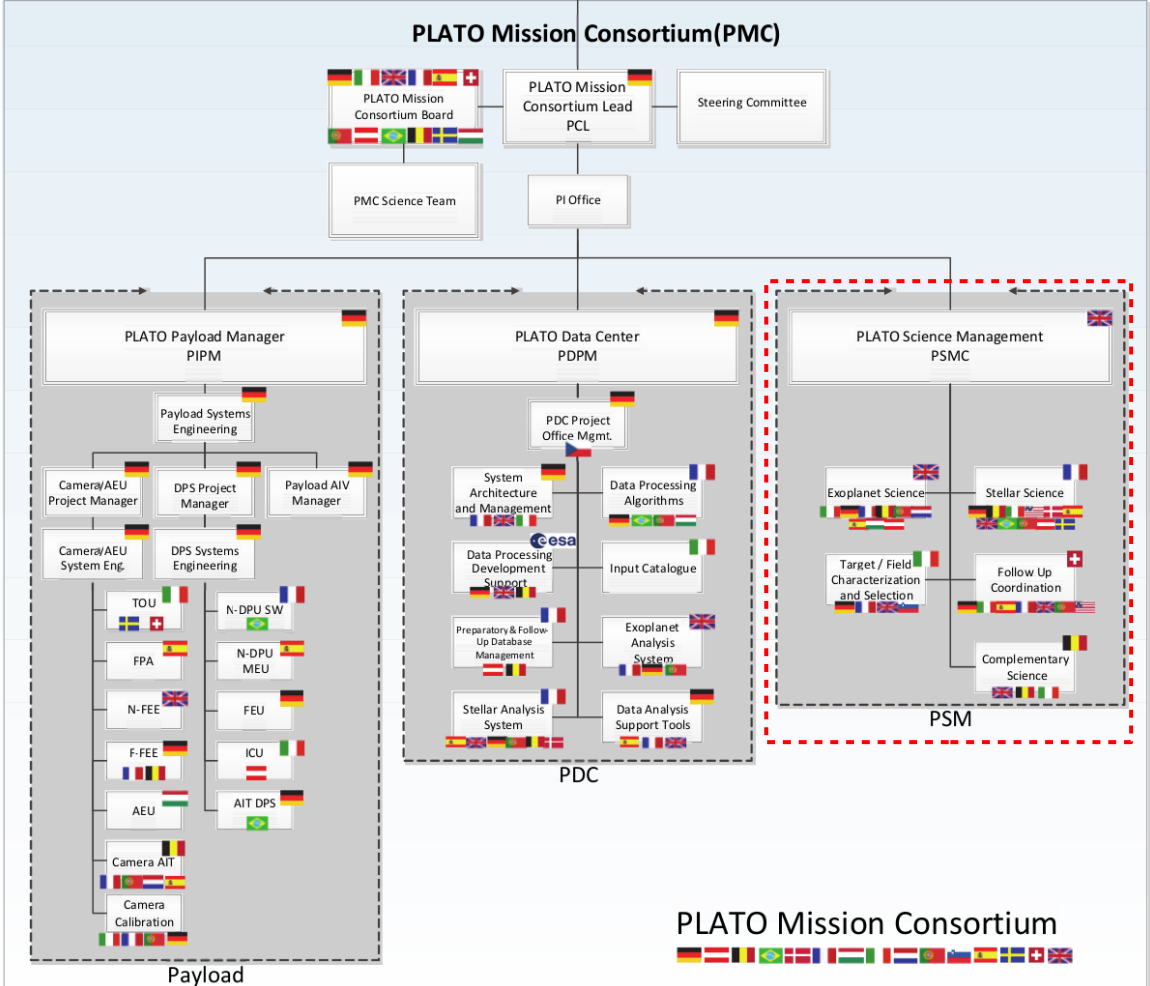 PLATO Mission Consortium(PMC)
PLATO Mission
Consortium Board
PLATO Mission
Consortium Lead
PCL
Steering Committee
PMC Science Team
PI Office
PLATO Payload Manager
PIPM
Payload Systems
Engineering
Camera/AEU
Project Manager
DPS Project
Manager
Payload AIV
Manager
Camera/AEU
System Eng.
DPS Systems
Engineering
TOU
FPA
N-FEE
F-FEE
AEU
Camera AIT
Camera
Calibration
N-DPU SW
N-DPU
MEU
FEU
ICU
AIT DPS
Payload
PLATO Data Center
PDPM
PDC Project
Office Mgmt.
System
Architecture
and Management
Data Processing
Algorithms
esa
Data Processing
Development
Support
Input Catalogue
Preparatory & Follow-
Up Database
Management
Exoplanet
Analysis
System
Stellar Analysis
System
Data Analysis
Support Tools
PDC
PLATO Science Management
PSMC
Exoplanet Science
Stellar Science
Target / Field
Characterization
and Selection
Follow Up
Coordination
Complementary
Science
PSM
PLATO Mission Consortium